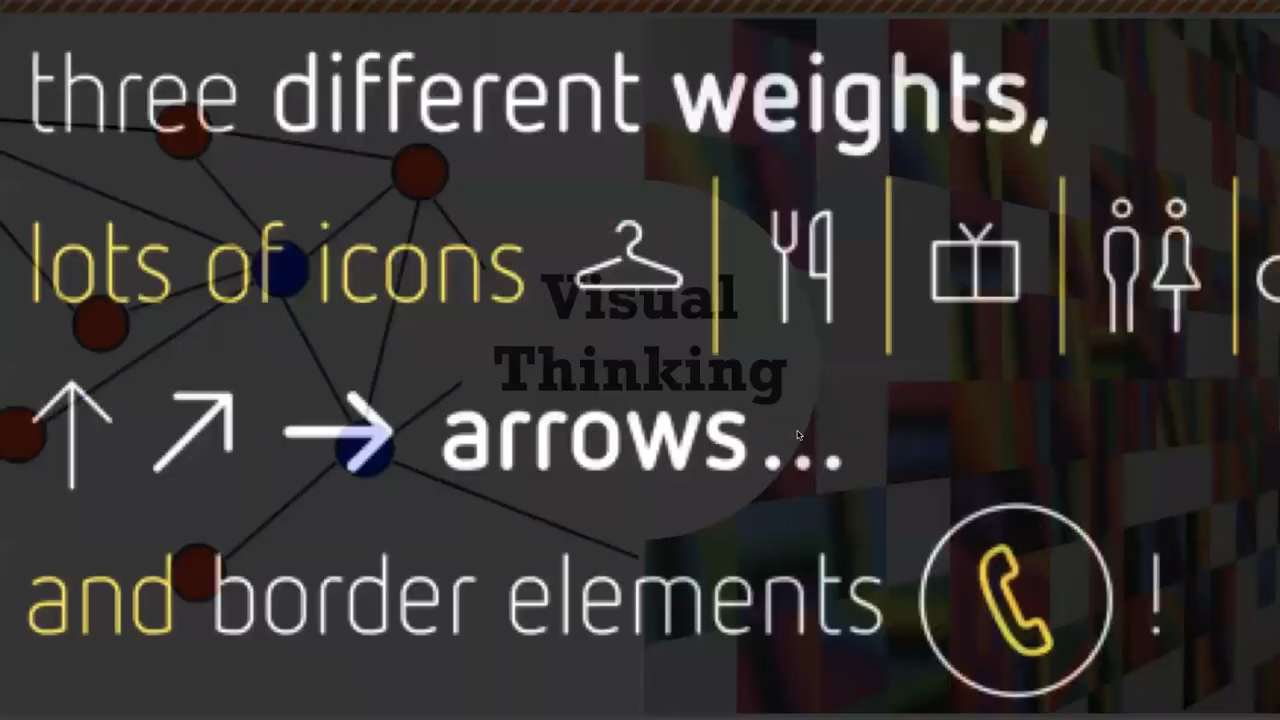 three different weights,
lots of icons
Visual
Thinking
arrows...
and border elements !